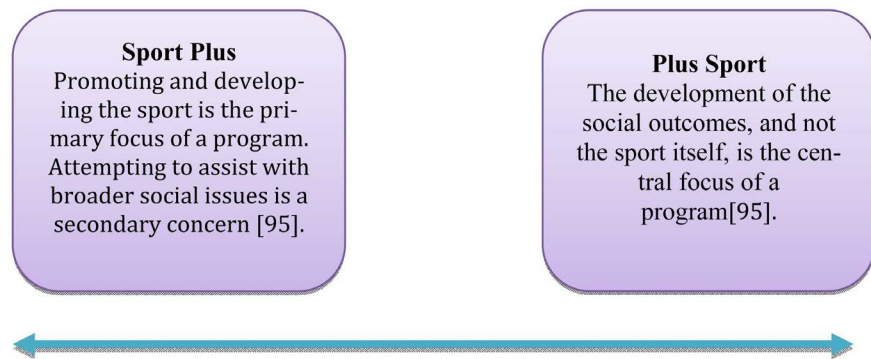 Sport Plus
Promoting and develop-
ing the sport is the pri-
mary focus of a program.
Attempting to assist with
broader social issues is a
secondary concern [95].
Plus Sport
The development of the
social outcomes, and not
the sport itself, is the cen-
tral focus of a
program[95].